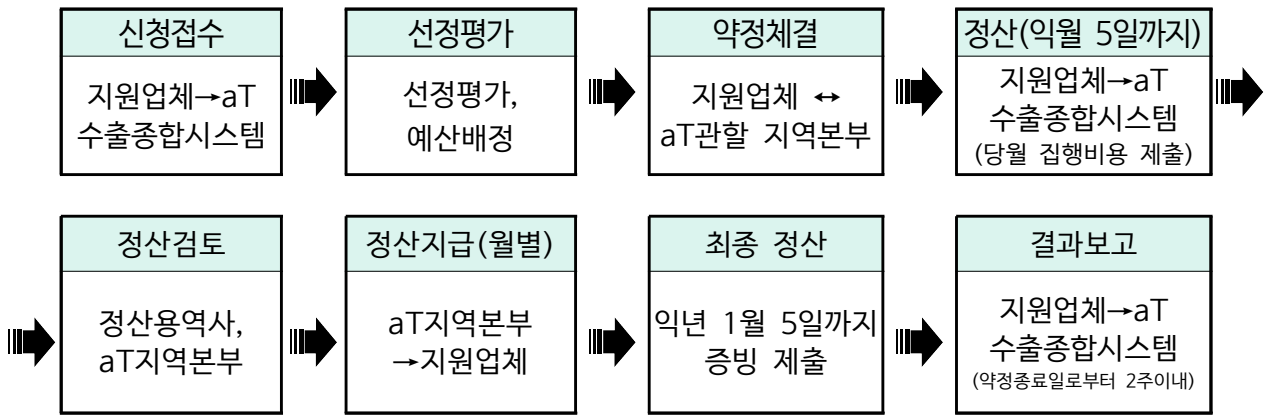 신청접수
지원업체→aT
수출종합시스템
선정평가
선정평가,
예산배정
약정체결
지원업체 ↔
aT관할 지역본부
정산(익월 5일까지)
지원업체→aT
수출종합시스템
(당월 집행비용 제출)
정산검토
정산용역사,
aT지역본부
정산지급(월별)
aT지역본부
→지원업체
최종 정산
익년 1월 5일까지
증빙 제출
결과보고
지원업체→aT
수출종합시스템
(약정종료일로부터 2주이내)